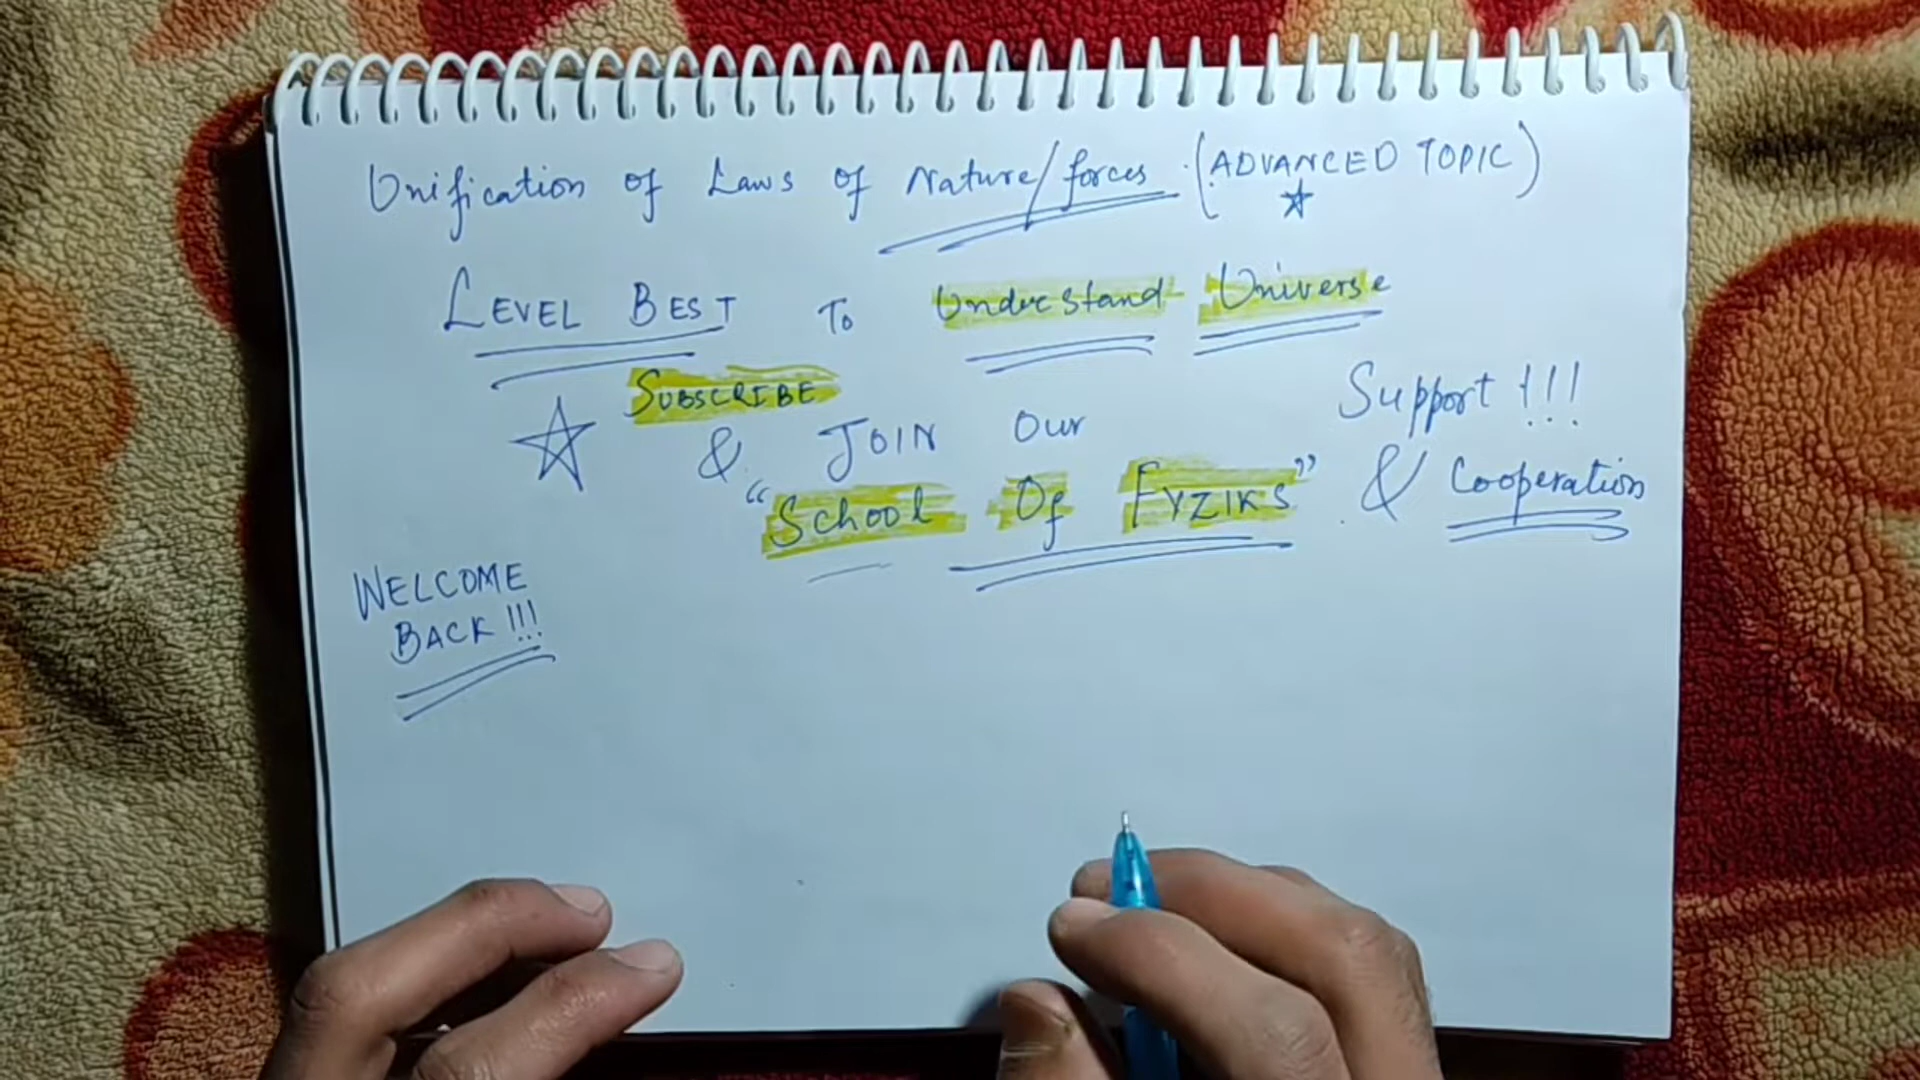 Unification of Laws of Nature/forces. (ADVANCED TOPIC)
LEVEL BEST To Understand Universe
SUBSCRIBE
& JOIN Our
"School Of FYZIKS"
Support !!!
& Cooperation
WELCOME
BACK !!!